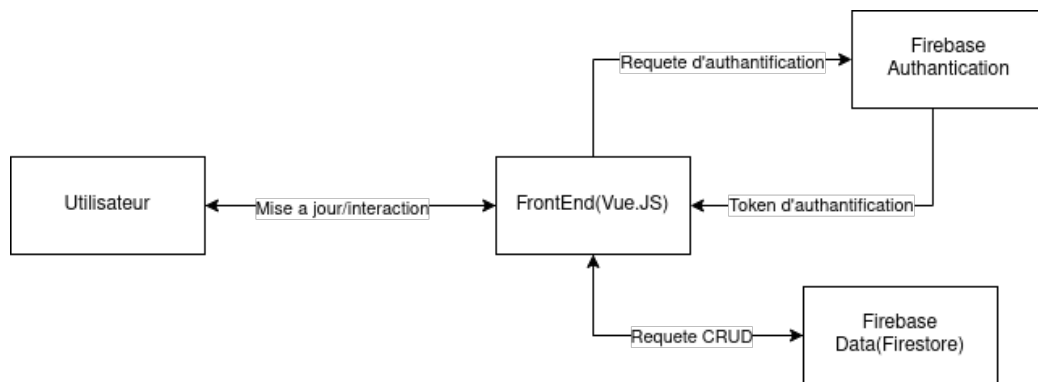 Firebase
Authantication
Requete d'authantification
Utilisateur
Mise a jour/interaction
FrontEnd(Vue.JS)
Token d'authantification
Requete CRUD
Firebase
Data(Firestore)